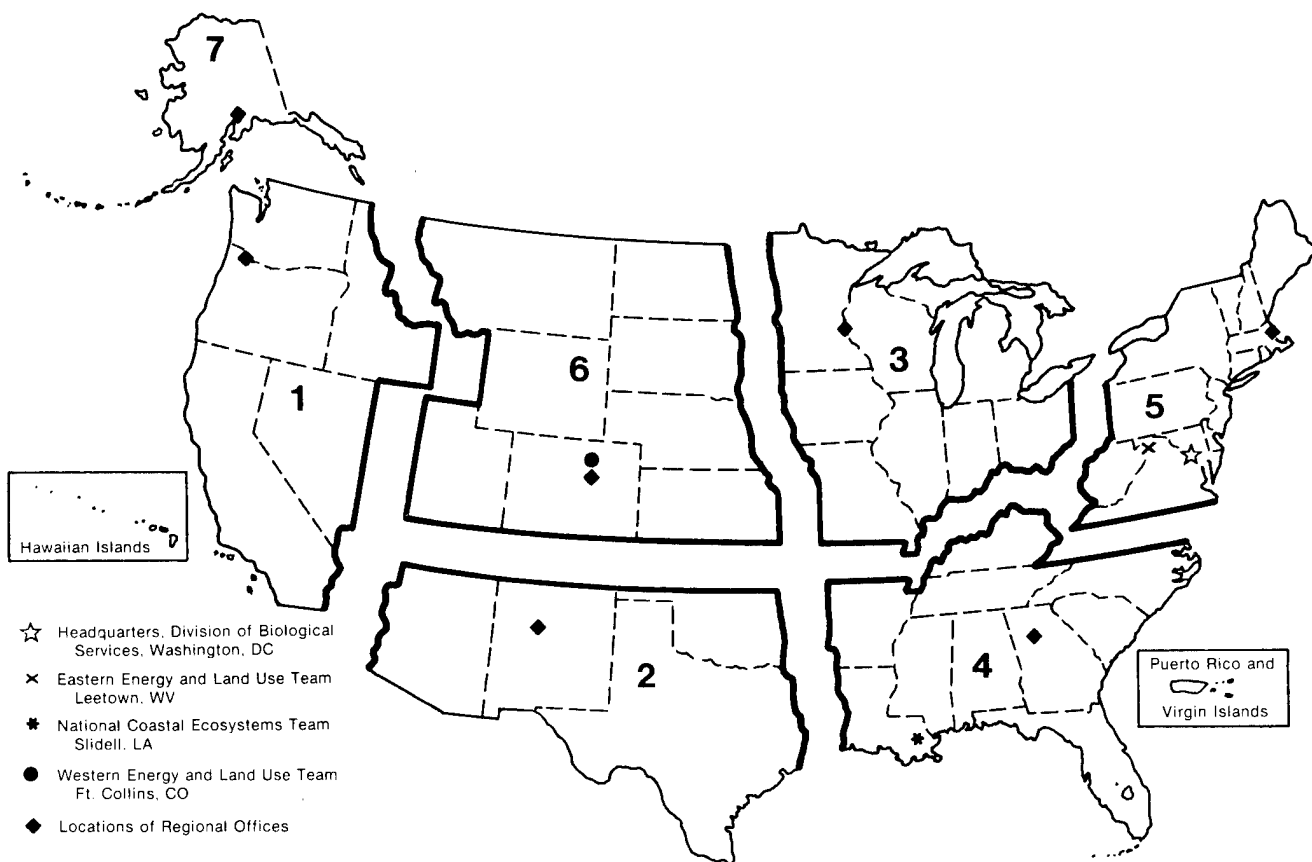 7
6
3
1
5
Hawaiian Islands
2
4
Puerto Rico and
Virgin Islands
Headquarters, Division of Biological
Services, Washington, DC
Eastern Energy and Land Use Team
Leetown, WV
National Coastal Ecosystems Team
Slidell, LA
Western Energy and Land Use Team
Ft. Collins, CO
Locations of Regional Offices